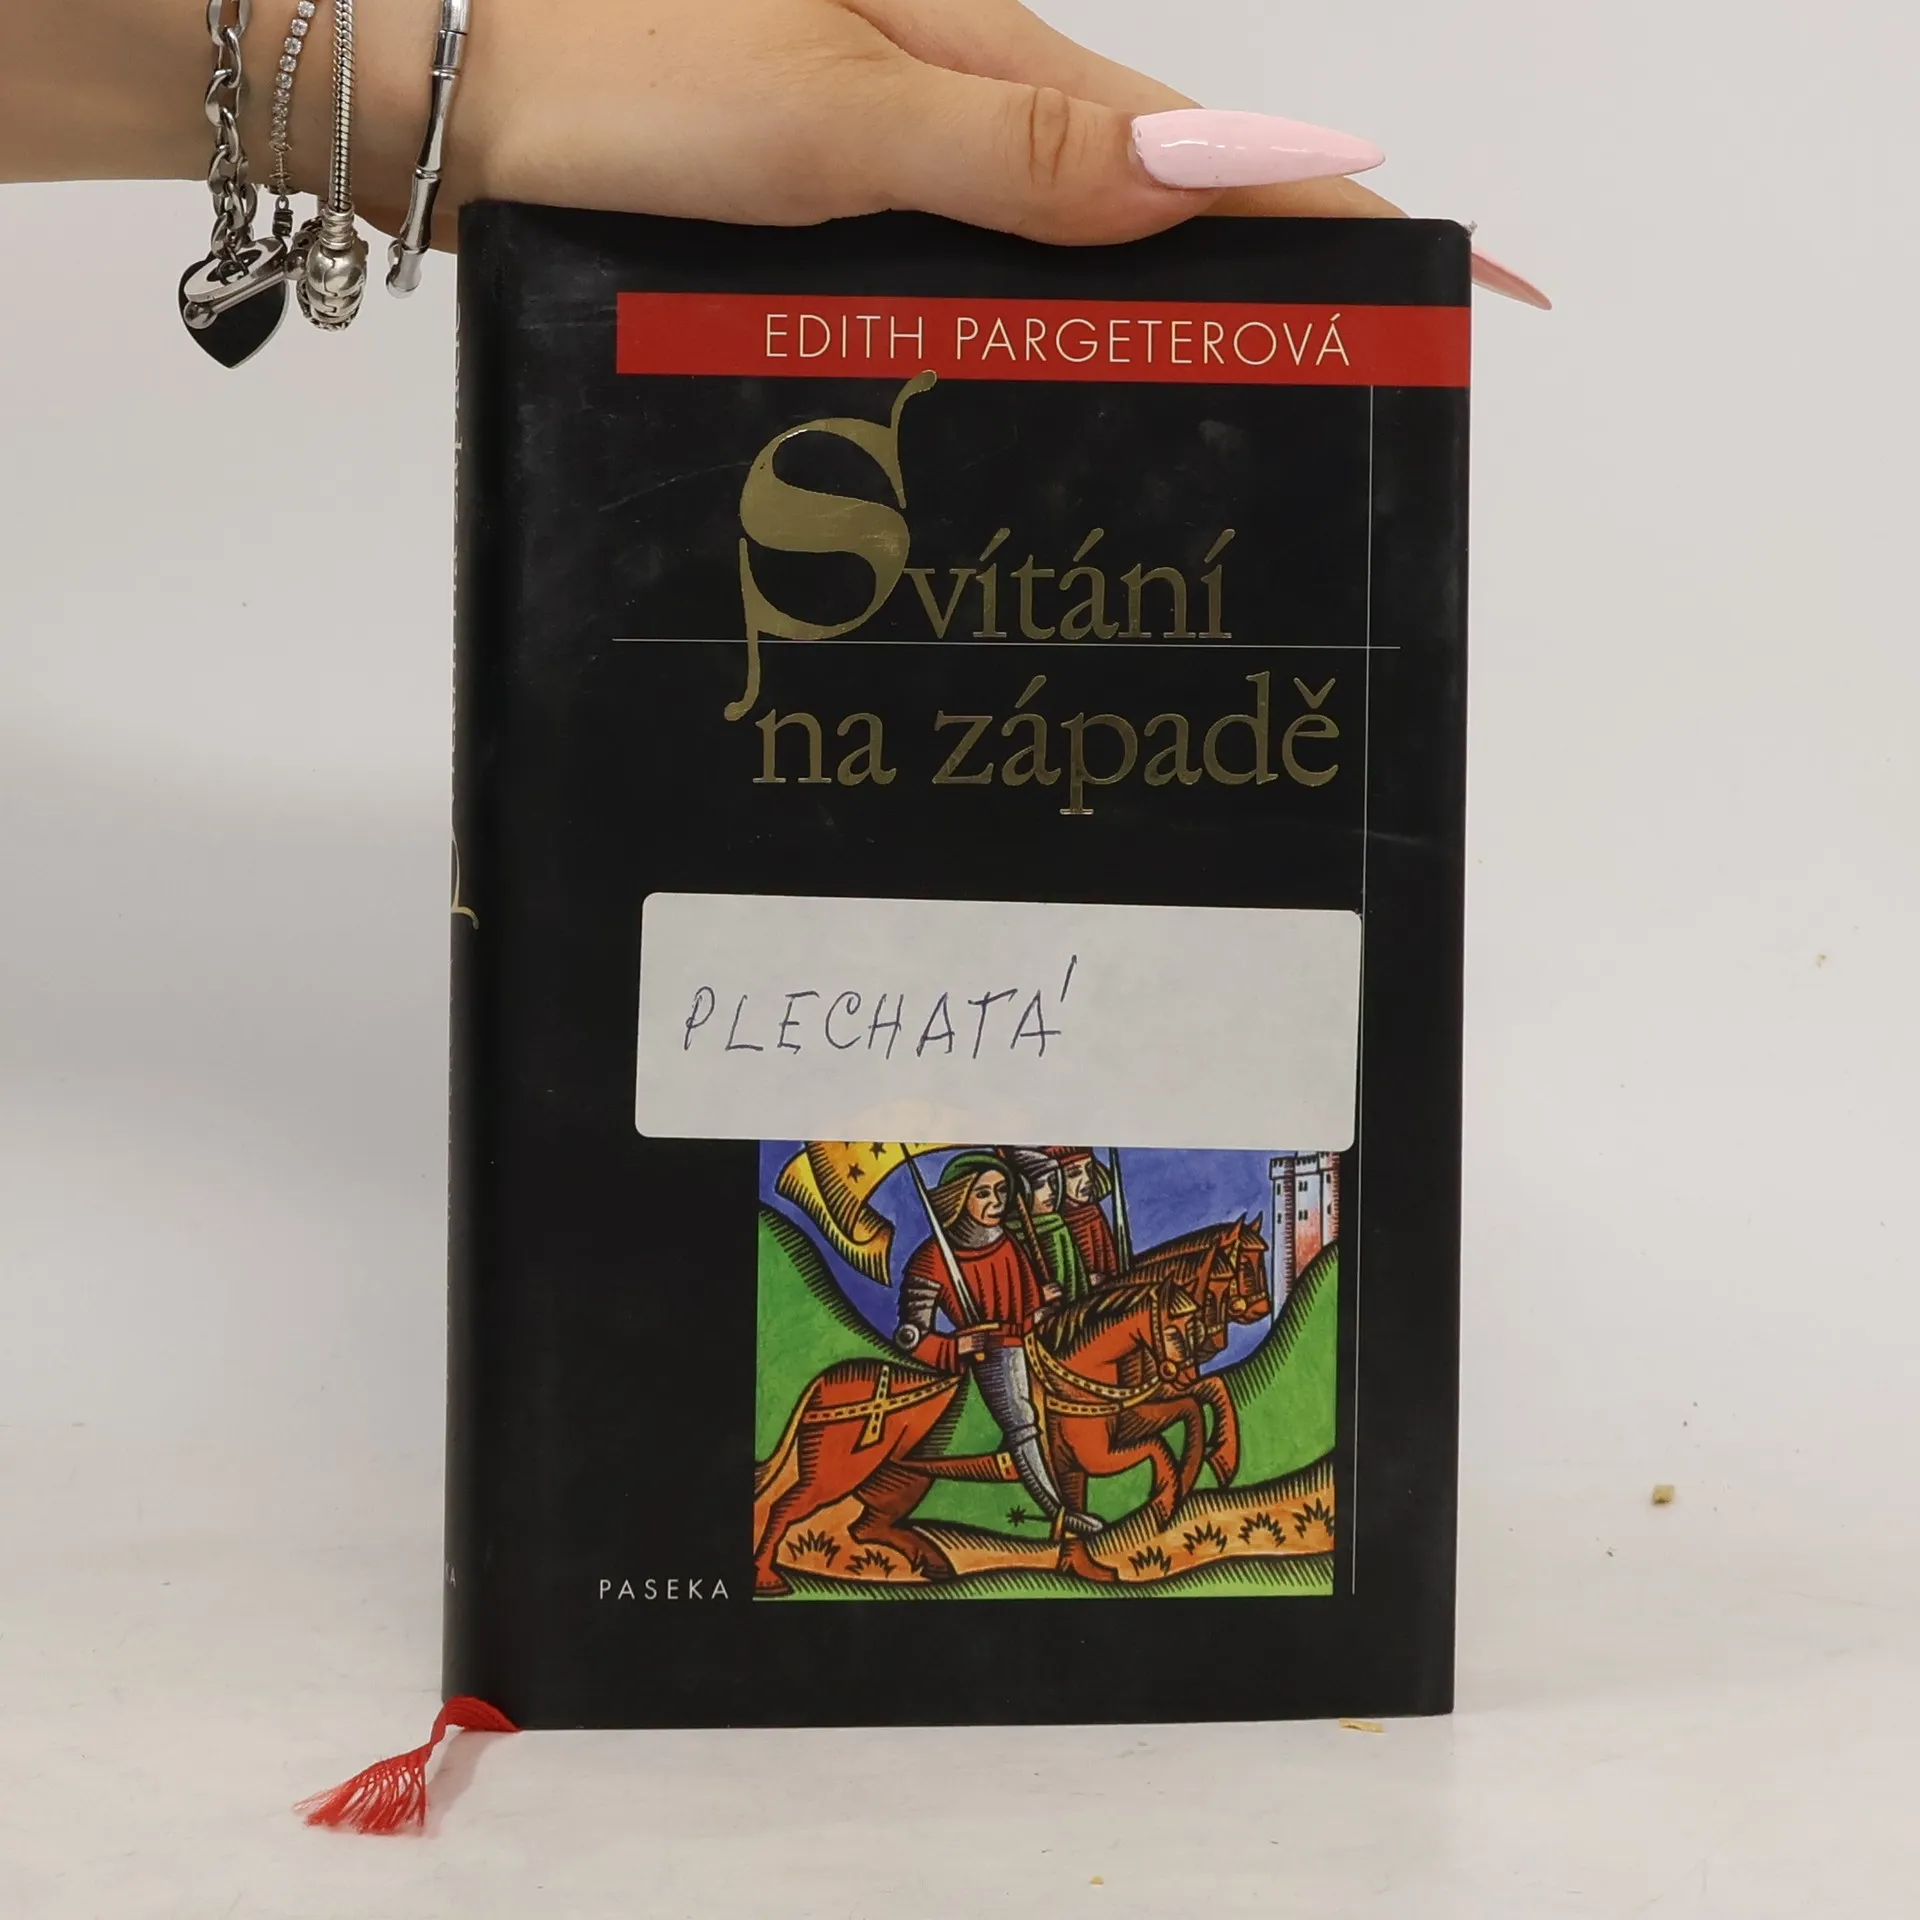 EDITH PARGETEROVÁ
Svítání
na západě
PLECHATÁ
PASEKA